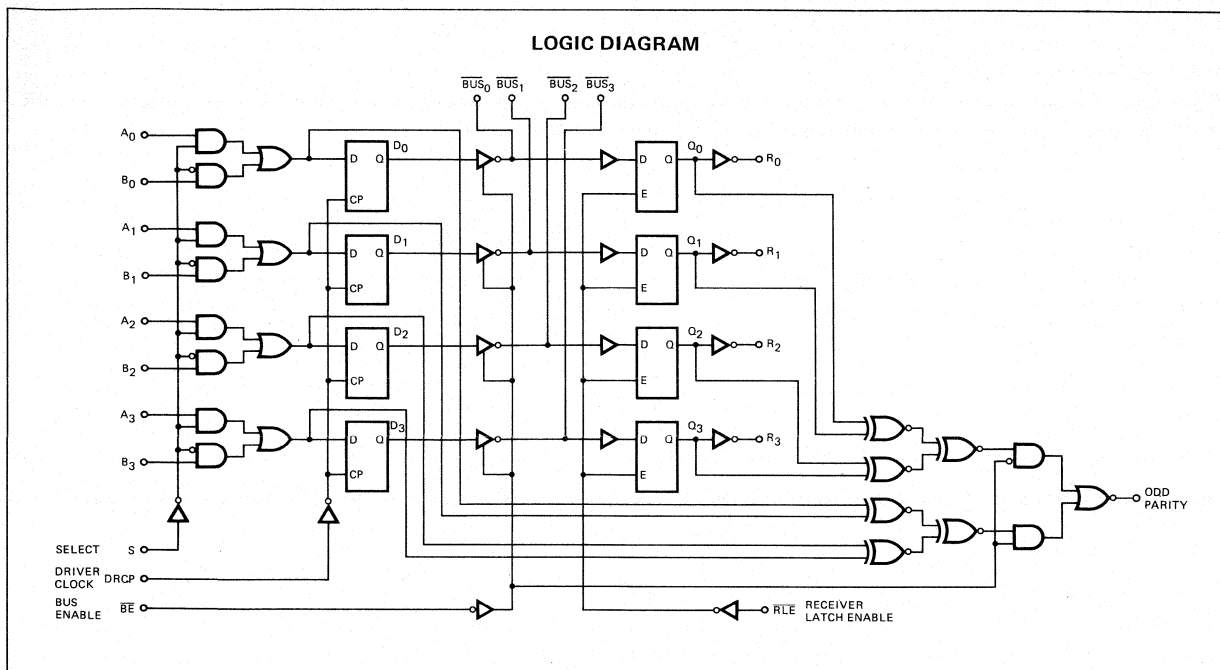 LOGIC DIAGRAM
BUS0 BUS1 BUS2 BUS3
A0
B0
A1
B1
A2
B2
A3
B3
D Q
CP
D0
D Q
CP
D1
D Q
CP
D2
D Q
CP
D3
D Q
E
Q0
R0
D Q
E
Q1
R1
D Q
E
Q2
R2
D Q
E
Q3
R3
ODD
PARITY
SELECT S
DRIVER
CLOCK DRCP
BUS
ENABLE BE
RLE RECEIVER
LATCH ENABLE